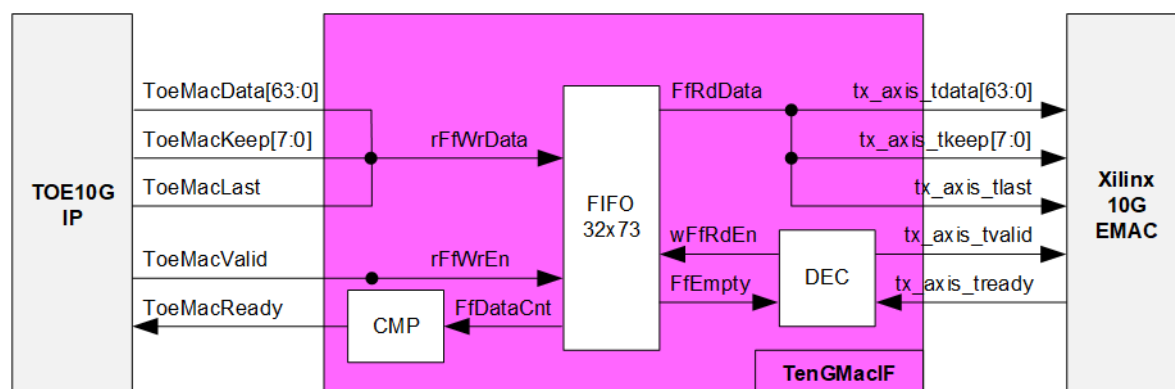 ToeMacData[63:0]
FfRdData
tx_axis_tdata[63:0]
ToeMacKeep[7:0]
rFfWrData
tx_axis_tkeep[7:0]
TOE10G
IP
ToeMacLast
FIFO
32x73
tx_axis_tlast
Xilinx
10G
EMAC
ToeMacValid
rFfWrEn
wFfRdEn
tx_axis_tvalid
DEC
ToeMacReady
CMP
FfDataCnt
FfEmpty
tx_axis_tready
TenGMacIF